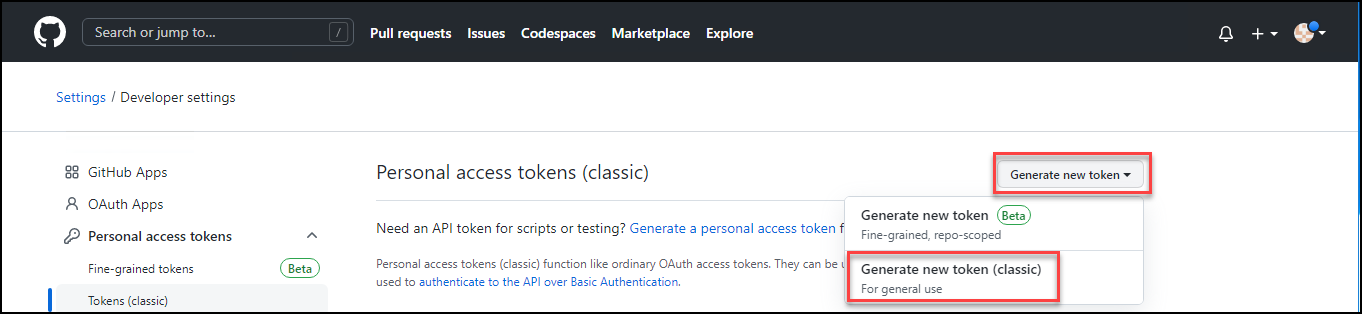 Search or jump to... /
Pull requests Issues Codespaces Marketplace Explore
Settings / Developer settings
GitHub Apps
OAuth Apps
Personal access tokens
Fine-grained tokens Beta
Tokens (classic)
Personal access tokens (classic)
Generate new token
Generate new token Beta
Fine-grained, repo-scoped
Generate new token (classic)
For general use
Need an API token for scripts or testing? Generate a personal access token
Personal access tokens (classic) function like ordinary OAuth access tokens. They can be
used to authenticate to the API over Basic Authentication.